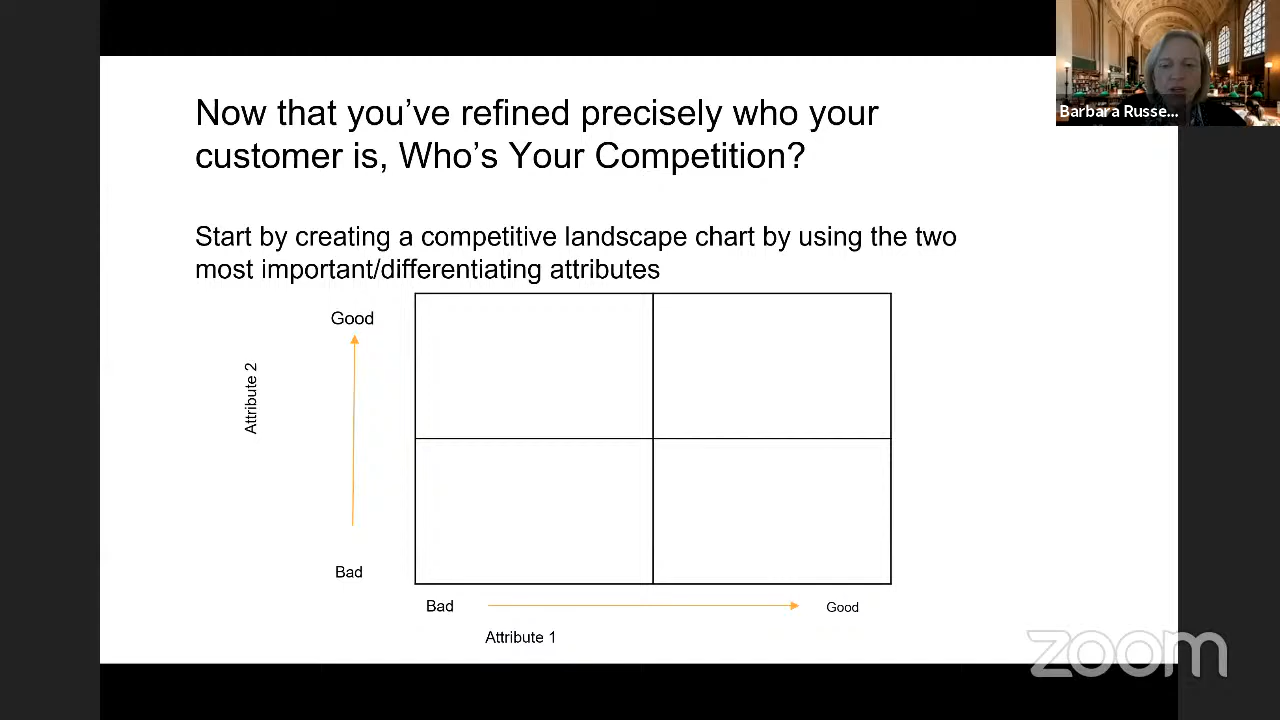 Now that you’ve refined precisely who your
customer is, Who’s Your Competition?
Start by creating a competitive landscape chart by using the two
most important/differentiating attributes
Good
Attribute 2
Bad
Bad
Good
Attribute 1
Barbara Russe...
zoom